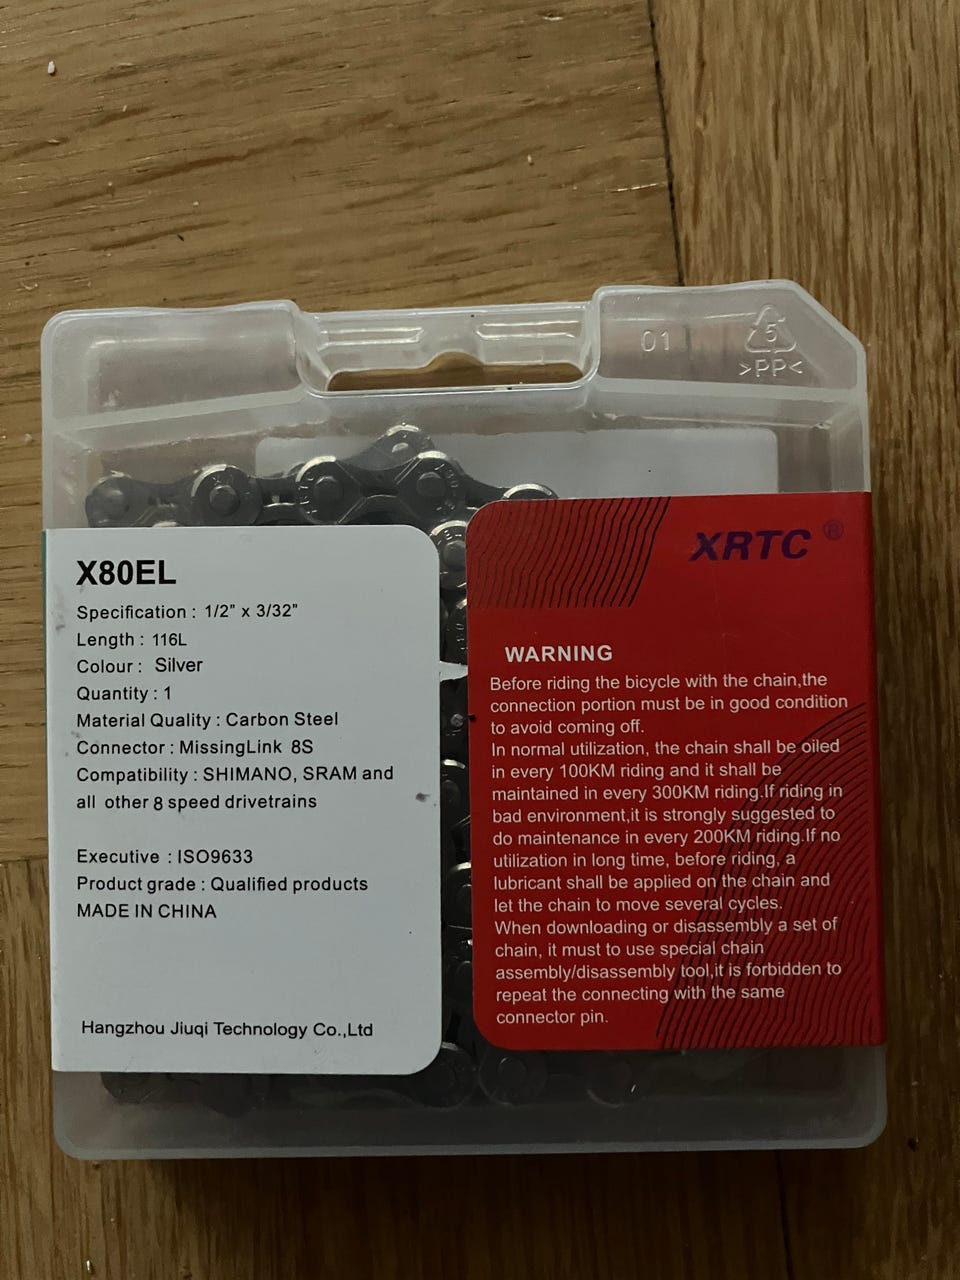 01
5
>PP<
X80EL
Specification : 1/2" x 3/32"
Length : 116L
Colour : Silver
Quantity : 1
Material Quality : Carbon Steel
Connector : MissingLink 8S
Compatibility : SHIMANO, SRAM and
all other 8 speed drivetrains
Executive : ISO9633
Product grade : Qualified products
MADE IN CHINA
Hangzhou Jiuqi Technology Co.,Ltd
XRTC ®
WARNING
Before riding the bicycle with the chain,the
connection portion must be in good condition
to avoid coming off.
In normal utilization, the chain shall be oiled
in every 100KM riding and it shall be
maintained in every 300KM riding.If riding in
bad environment,it is strongly suggested to
do maintenance in every 200KM riding.If no
utilization in long time, before riding, a
lubricant shall be applied on the chain and
let the chain to move several cycles.
When downloading or disassembly a set of
chain, it must to use special chain
assembly/disassembly tool,it is forbidden to
repeat the connecting with the same
connector pin.